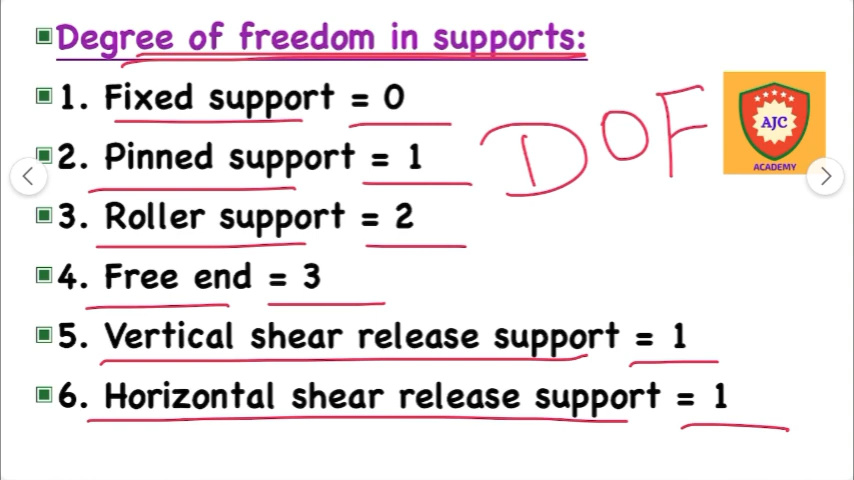 Degree of freedom in supports:
1. Fixed support = 0
2. Pinned support = 1
3. Roller support = 2
4. Free end = 3
5. Vertical shear release support = 1
6. Horizontal shear release support = 1
DOF
AJC
ACADEMY